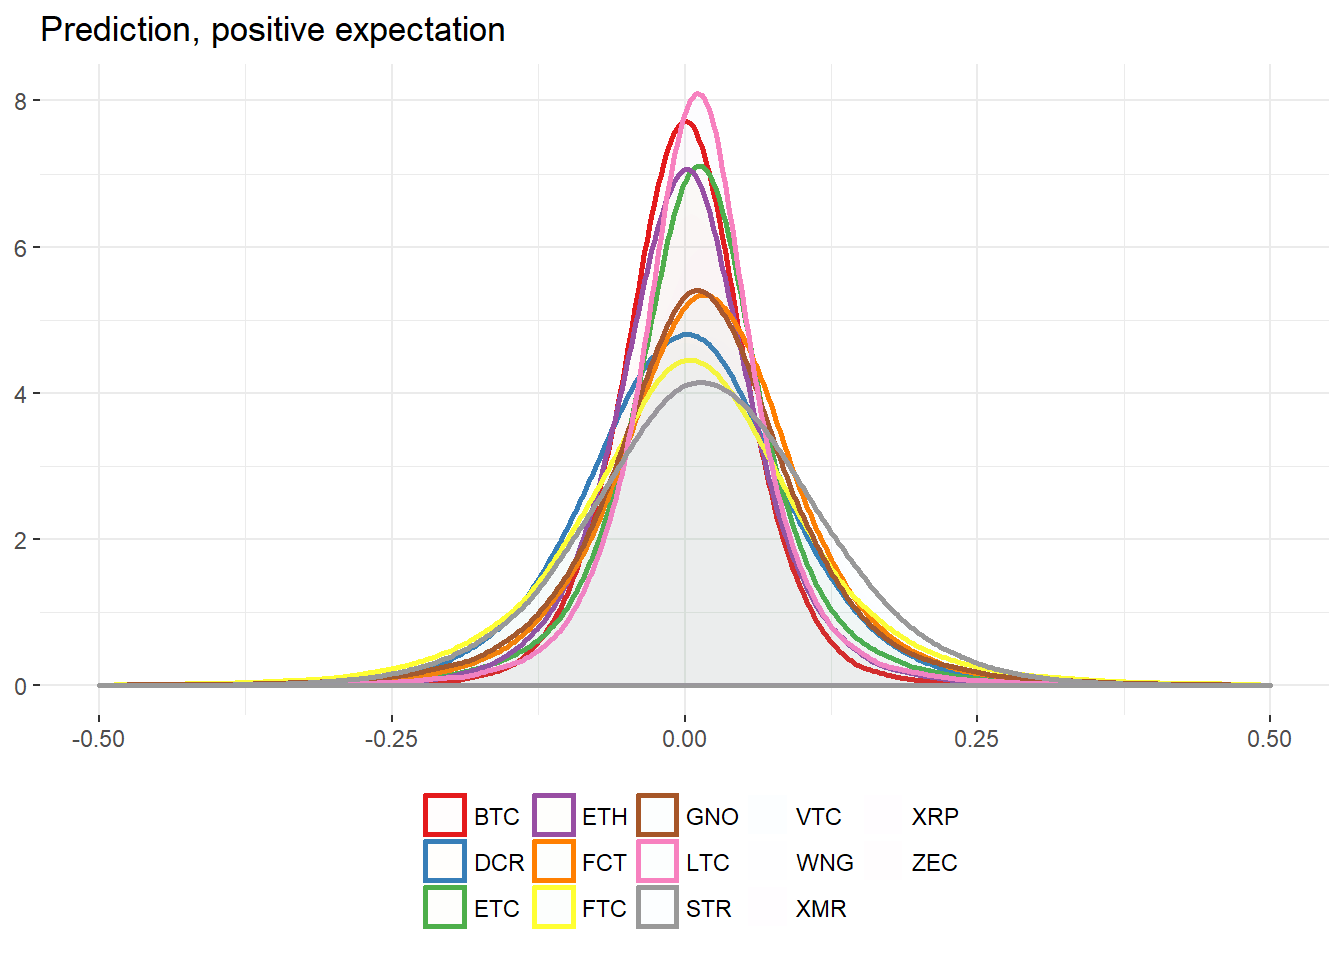 Prediction, positive expectation
8
6
4
2
0
-0.50 -0.25 0.00 0.25 0.50
BTC ETH GNO VTC XRP
DCR FCT LTC WNG ZEC
ETC FTC STR XMR